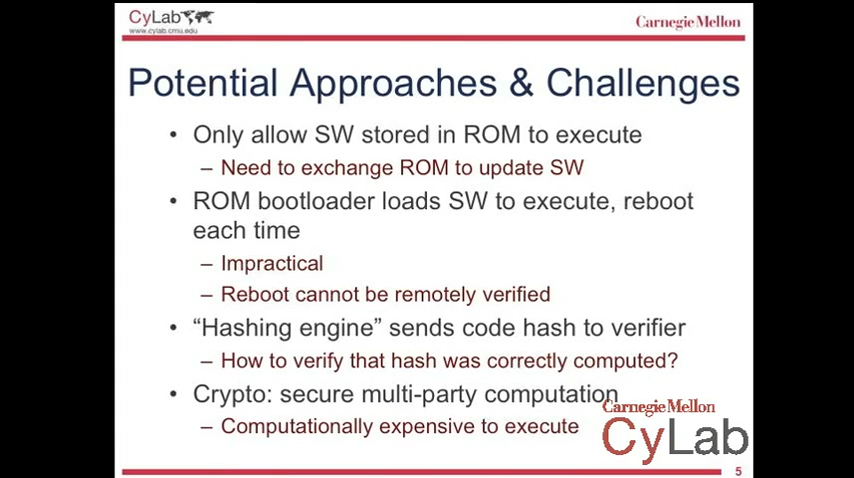 CyLab
www.cylab.cmu.edu
Carnegie Mellon
Potential Approaches & Challenges
• Only allow SW stored in ROM to execute
– Need to exchange ROM to update SW
• ROM bootloader loads SW to execute, reboot
each time
– Impractical
– Reboot cannot be remotely verified
• “Hashing engine” sends code hash to verifier
– How to verify that hash was correctly computed?
• Crypto: secure multi-party computation
– Computationally expensive to execute
Carnegie Mellon
CyLab
5